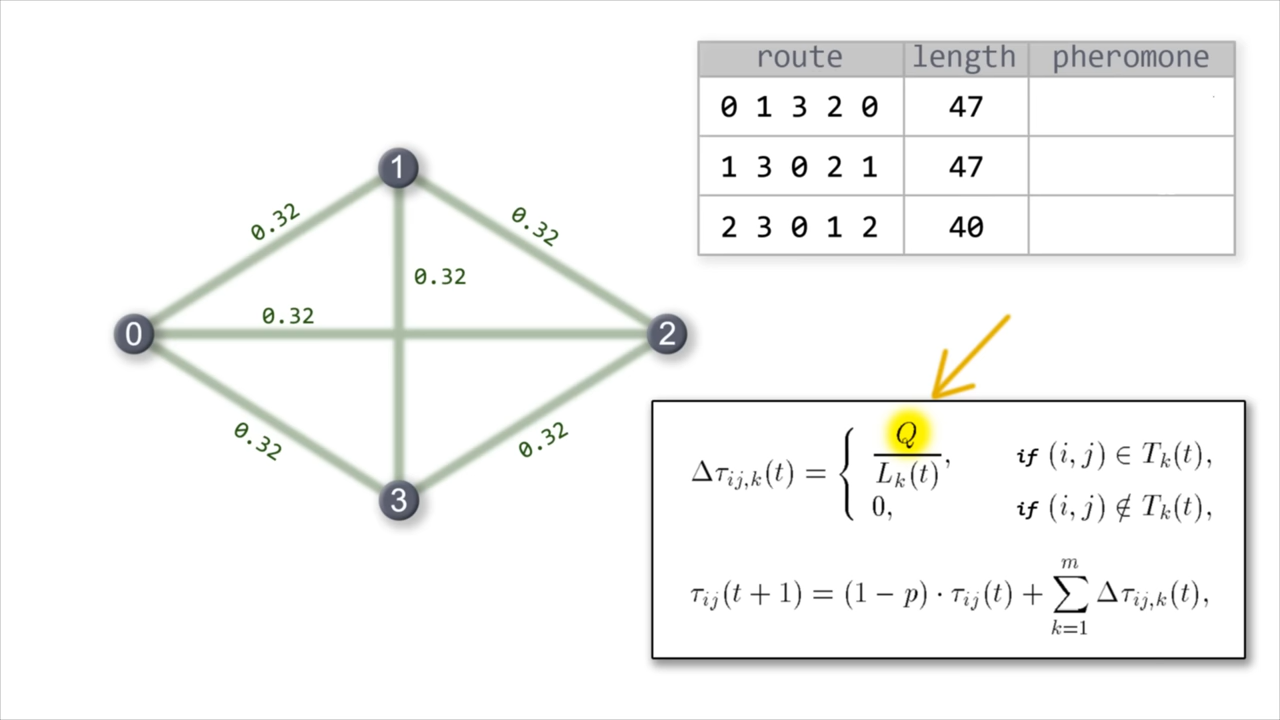 route length pheromone
0 1 3 2 0 47
1 3 0 2 1 47
2 3 0 1 2 40
1
0.32
0.32
0.32
0.32
0
2
0.32
0.32
3
Δτ_{ij,k}(t) = { Q / L_k(t), if (i, j) ∈ T_k(t),
0, if (i, j) ∉ T_k(t),
τ_{ij}(t + 1) = (1 − p) · τ_{ij}(t) + ∑_{k=1}^{m} Δτ_{ij,k}(t),